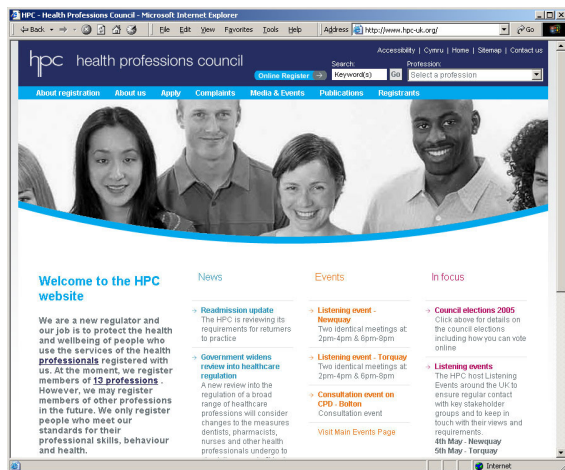 HPC - Health Professions Council - Microsoft Internet Explorer
Back
File Edit View Favorites Tools Help
Address http://www.hpc-uk.org/
Go
Accessibility | Cymru | Home | Sitemap | Contact us
hpc health professions council
Search:
Profession:
Online Register
Keyword(s)
Go
Select a profession
About registration About us Apply Complaints Media & Events Publications Registrants
Welcome to the HPC
website
We are a new regulator and
our job is to protect the health
and wellbeing of people who
use the services of the health
professionals registered with
us. At the moment, we register
members of 13 professions .
However, we may register
members of other professions
in the future. We only register
people who meet our
standards for their
professional skills, behaviour
and health.
News
Readmission update
The HPC is reviewing its
requirements for returners
to practice
Government widens
review into healthcare
regulation
A new review into the
regulation of a broad
range of healthcare
professions will consider
changes to the measures
dentists, pharmacists,
nurses and other health
professionals undergo to
Events
Listening event -
Newquay
Two identical meetings at
2pm-4pm & 6pm-8pm
Listening event - Torquay
Two identical meetings at
2pm-4pm & 6pm-8pm
Consultation event on
CPD - Bolton
Consultation event
Visit Main Events Page
In focus
Council elections 2005
Click above for details on
the council elections
including how you can vote
online
Listening events
The HPC host Listening
Events around the UK to
ensure regular contact
with key stakeholder
groups and to keep in
touch with their views and
requirements.
4th May - Newquay
5th May - Torquay
Internet